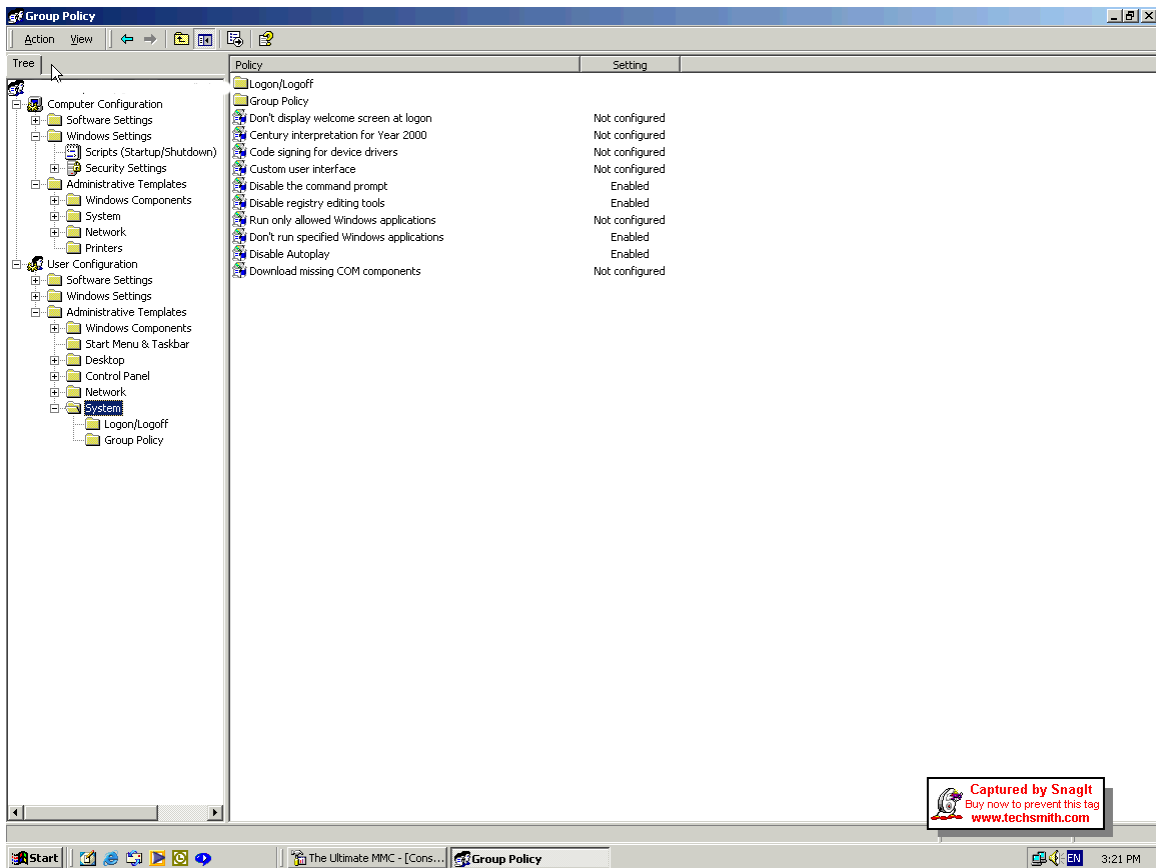 Group Policy
Action View
Tree
Policy Setting
Computer Configuration
Software Settings
Windows Settings
Scripts (Startup/Shutdown)
Security Settings
Administrative Templates
Windows Components
System
Network
Printers
User Configuration
Software Settings
Windows Settings
Administrative Templates
Windows Components
Start Menu & Taskbar
Desktop
Control Panel
Network
System
Logon/Logoff
Group Policy
Logon/Logoff
Group Policy
Don't display welcome screen at logon Not configured
Century interpretation for Year 2000 Not configured
Code signing for device drivers Not configured
Custom user interface Not configured
Disable the command prompt Enabled
Disable registry editing tools Enabled
Run only allowed Windows applications Not configured
Don't run specified Windows applications Enabled
Disable Autoplay Enabled
Download missing COM components Not configured
Captured by SnagIt
Buy now to prevent this tag
www.techsmith.com
Start The Ultimate MMC - [Cons... Group Policy EN 3:21 PM